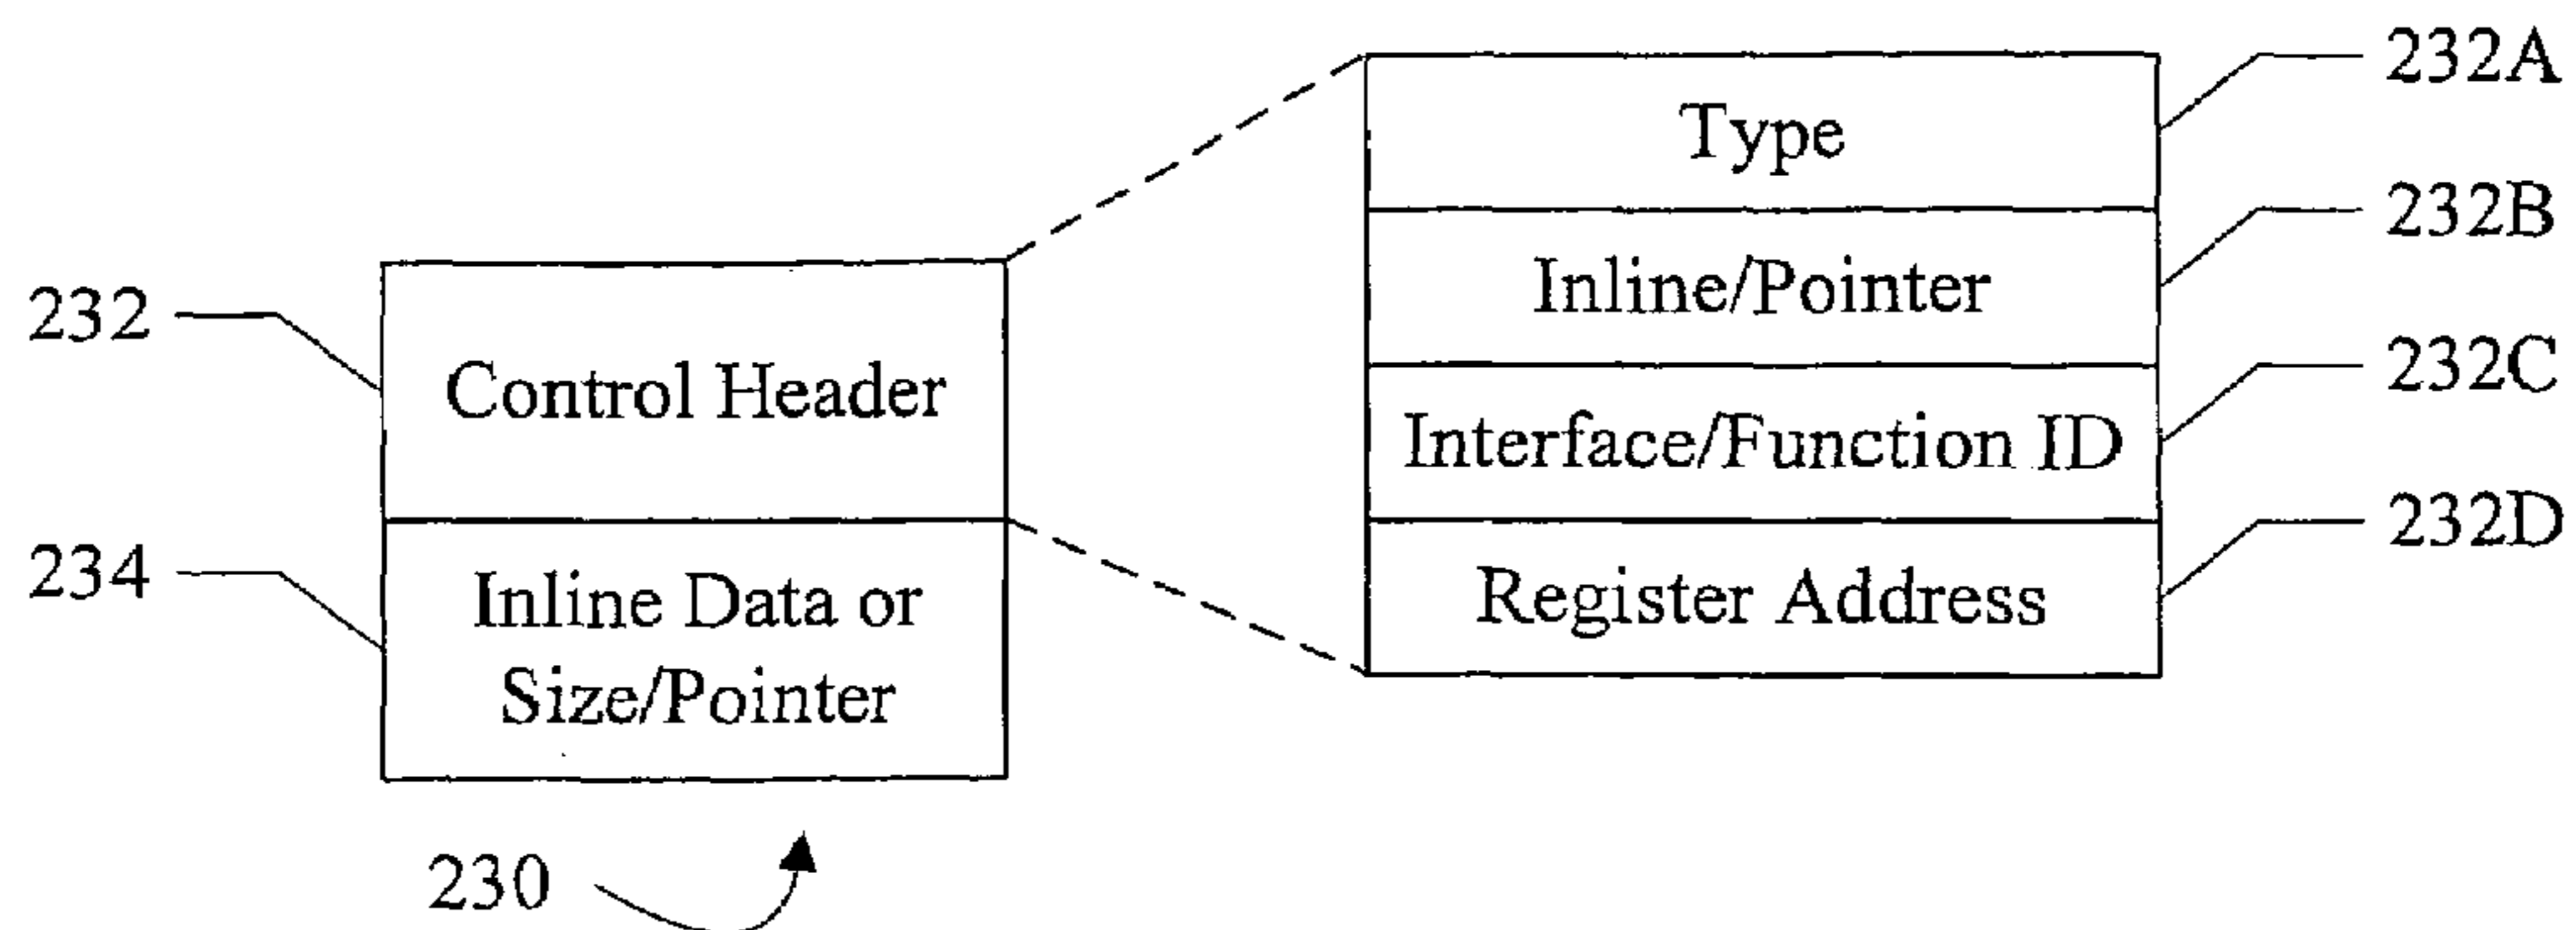 232
Control Header
234
Inline Data or
Size/Pointer
230
Type
232A
Inline/Pointer
232B
Interface/Function ID
232C
Register Address
232D